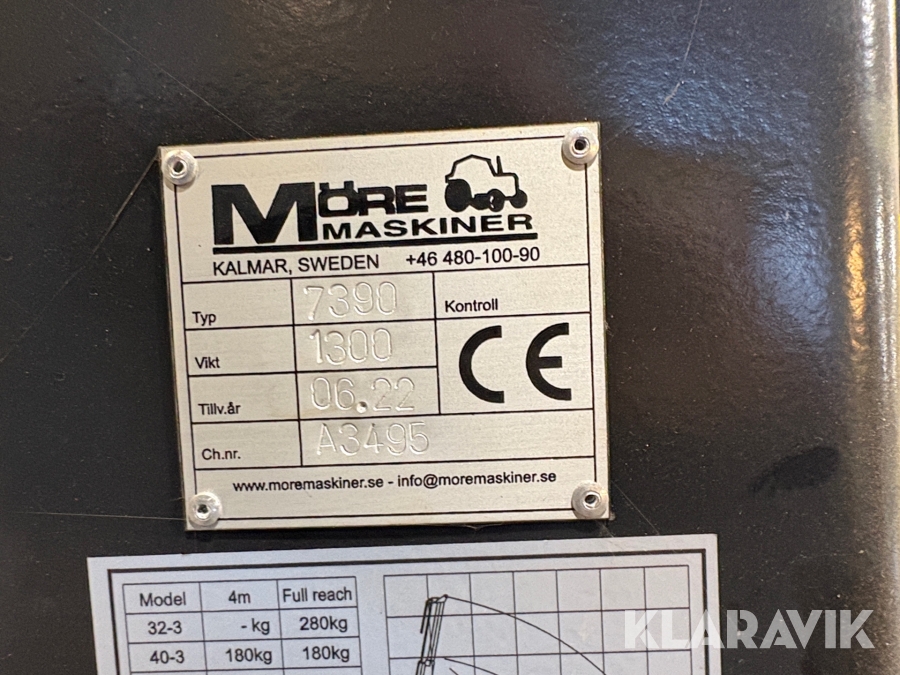 MÖRE
MASKINER
KALMAR, SWEDEN +46 480-100-90
Typ 7390 Kontroll
Vikt 1300 CE
Tillv.år 06.22
Ch.nr. A3495
www.moremaskiner.se - info@moremaskiner.se
Model 4m Full reach
32-3 - kg 280kg
40-3 180kg 180kg
KLARAVIK